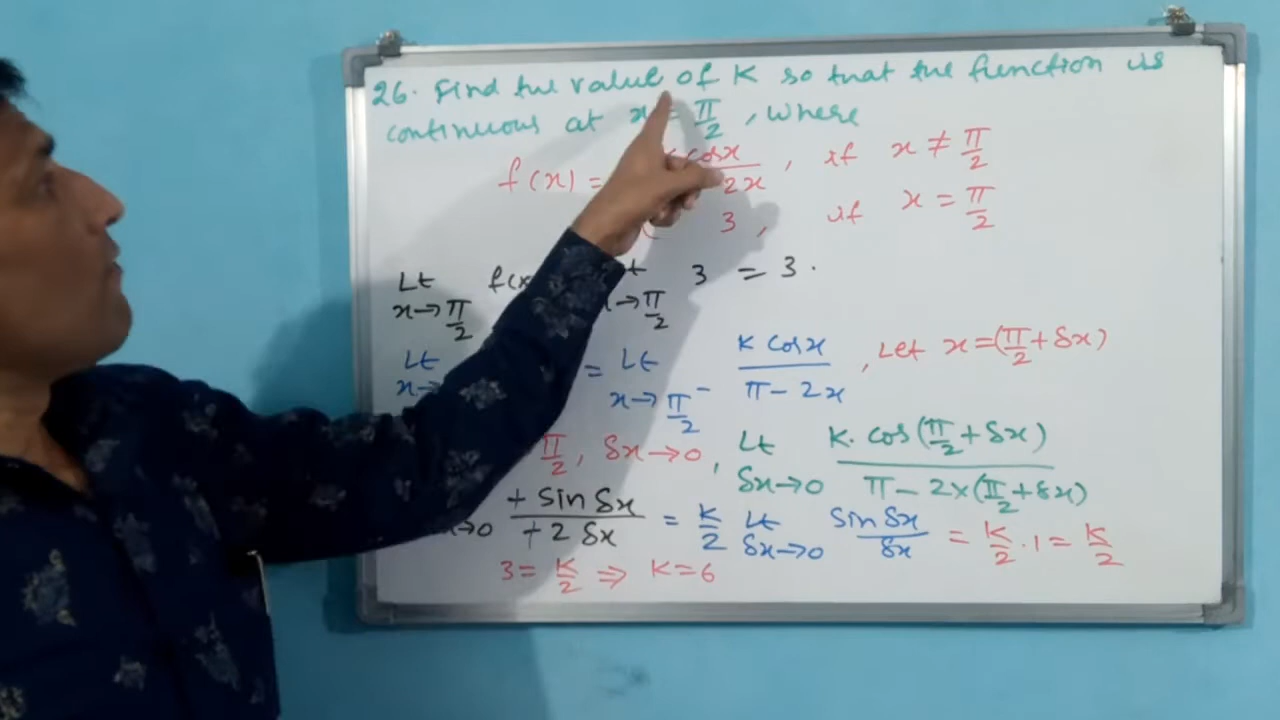 26. Find the value of K so that the function is
continuous at x = π/2 , where
f(x) = cosx / 2x , if x ≠ π/2
3 , if x = π/2
Lt x→π/2 f(x Lt x→π/2 3 = 3.
Lt x→ = Lt x→π/2⁻ K cosx / π - 2x , Let x = (π/2 + δx)
π/2, δx→0, Lt δx→0 K. cos(π/2 + δx) / π - 2×(π/2 + δx)
x→0 + sin δx / + 2 δx = K/2 Lt δx→0 sin δx / δx = K/2 . 1 = K/2
3 = K/2 ⇒ K = 6